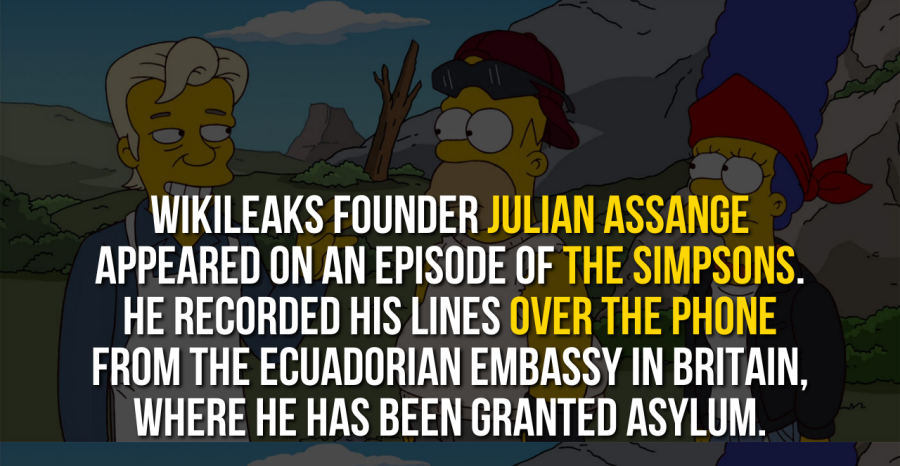 WIKILEAKS FOUNDER JULIAN ASSANGE
APPEARED ON AN EPISODE OF THE SIMPSONS.
HE RECORDED HIS LINES OVER THE PHONE
FROM THE ECUADORIAN EMBASSY IN BRITAIN,
WHERE HE HAS BEEN GRANTED ASYLUM.